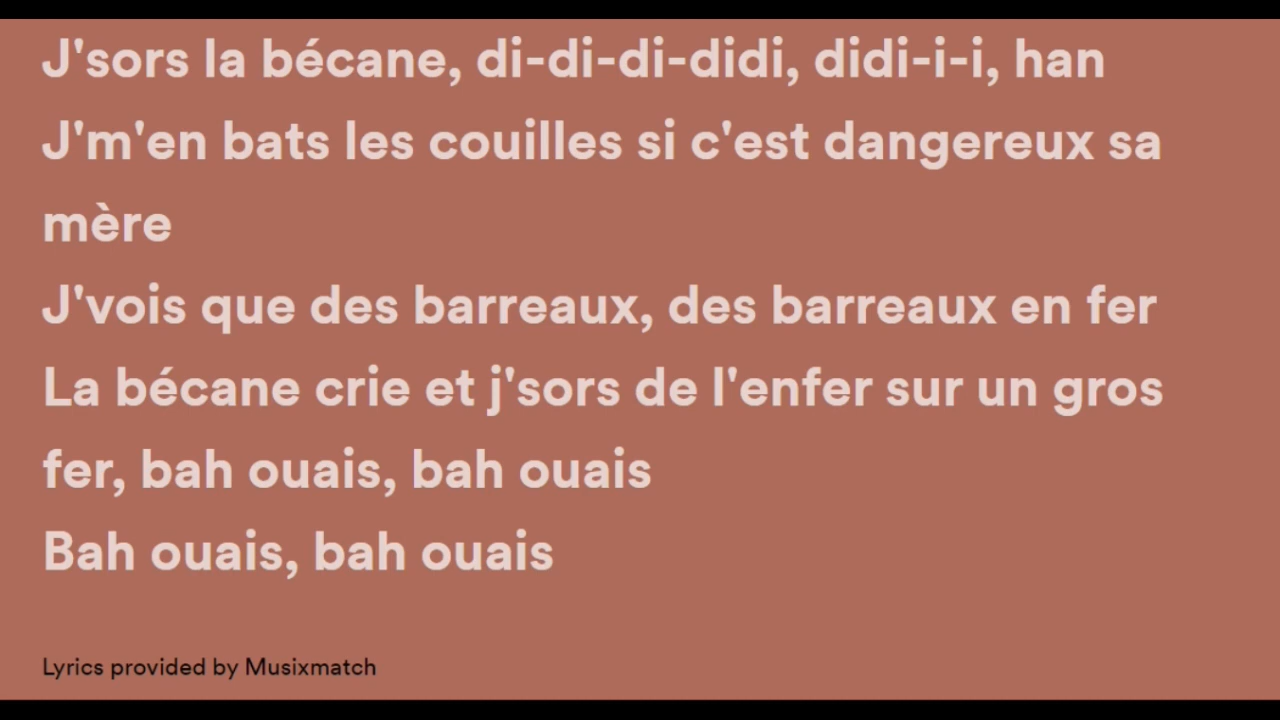 J'sors la bécane, di-di-di-didi, didi-i-i, han
J'm'en bats les couilles si c'est dangereux sa
mère
J'vois que des barreaux, des barreaux en fer
La bécane crie et j'sors de l'enfer sur un gros
fer, bah ouais, bah ouais
Bah ouais, bah ouais
Lyrics provided by Musixmatch